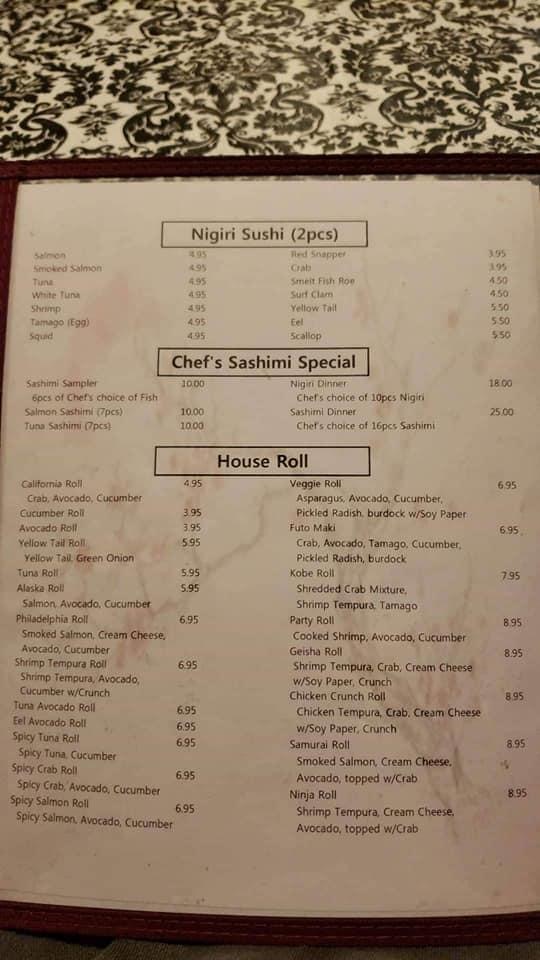 Nigiri Sushi (2pcs)
Salmon 4.95
Smoked Salmon 4.95
Tuna 4.95
White Tuna 4.95
Shrimp 4.95
Tamago (Egg) 4.95
Squid 4.95
Red Snapper 3.95
Crab 3.95
Smelt Fish Roe 4.50
Surf Clam 4.50
Yellow Tail 5.50
Eel 5.50
Scallop 5.50
Chef's Sashimi Special
Sashimi Sampler 10.00
6pcs of Chef's choice of Fish
Salmon Sashimi (7pcs) 10.00
Tuna Sashimi (7pcs) 10.00
Nigiri Dinner 18.00
Chef's choice of 10pcs Nigiri
Sashimi Dinner 25.00
Chef's choice of 16pcs Sashimi
House Roll
California Roll 4.95
Crab, Avocado, Cucumber
Cucumber Roll 3.95
Avocado Roll 3.95
Yellow Tail Roll 5.95
Yellow Tail, Green Onion
Tuna Roll 5.95
Alaska Roll 5.95
Salmon, Avocado, Cucumber
Philadelphia Roll 6.95
Smoked Salmon, Cream Cheese,
Avocado, Cucumber
Shrimp Tempura Roll 6.95
Shrimp Tempura, Avocado,
Cucumber w/Crunch
Tuna Avocado Roll 6.95
Eel Avocado Roll 6.95
Spicy Tuna Roll 6.95
Spicy Tuna, Cucumber
Spicy Crab Roll 6.95
Spicy Crab, Avocado, Cucumber
Spicy Salmon Roll 6.95
Spicy Salmon, Avocado, Cucumber
Veggie Roll 6.95
Asparagus, Avocado, Cucumber,
Pickled Radish, burdock w/Soy Paper
Futo Maki 6.95
Crab, Avocado, Tamago, Cucumber,
Pickled Radish, burdock
Kobe Roll 7.95
Shredded Crab Mixture,
Shrimp Tempura, Tamago
Party Roll 8.95
Cooked Shrimp, Avocado, Cucumber
Geisha Roll 8.95
Shrimp Tempura, Crab, Cream Cheese
w/Soy Paper, Crunch
Chicken Crunch Roll 8.95
Chicken Tempura, Crab, Cream Cheese
w/Soy Paper, Crunch
Samurai Roll 8.95
Smoked Salmon, Cream Cheese,
Avocado, topped w/Crab
Ninja Roll 8.95
Shrimp Tempura, Cream Cheese,
Avocado, topped w/Crab